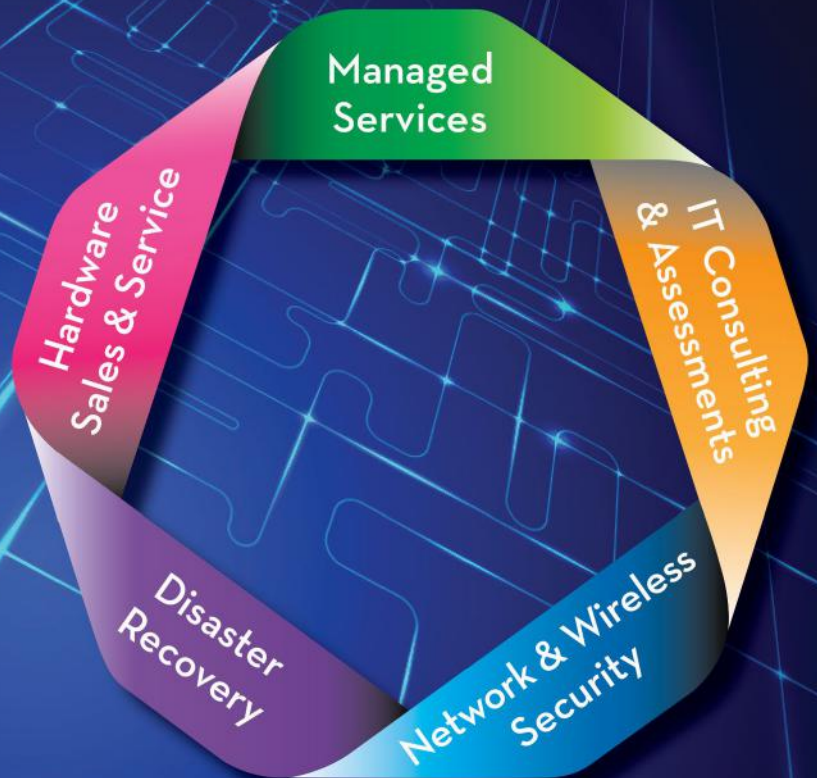 Managed
Services
IT Consulting
& Assessments
Network & Wireless
Security
Disaster
Recovery
Hardware
Sales & Service